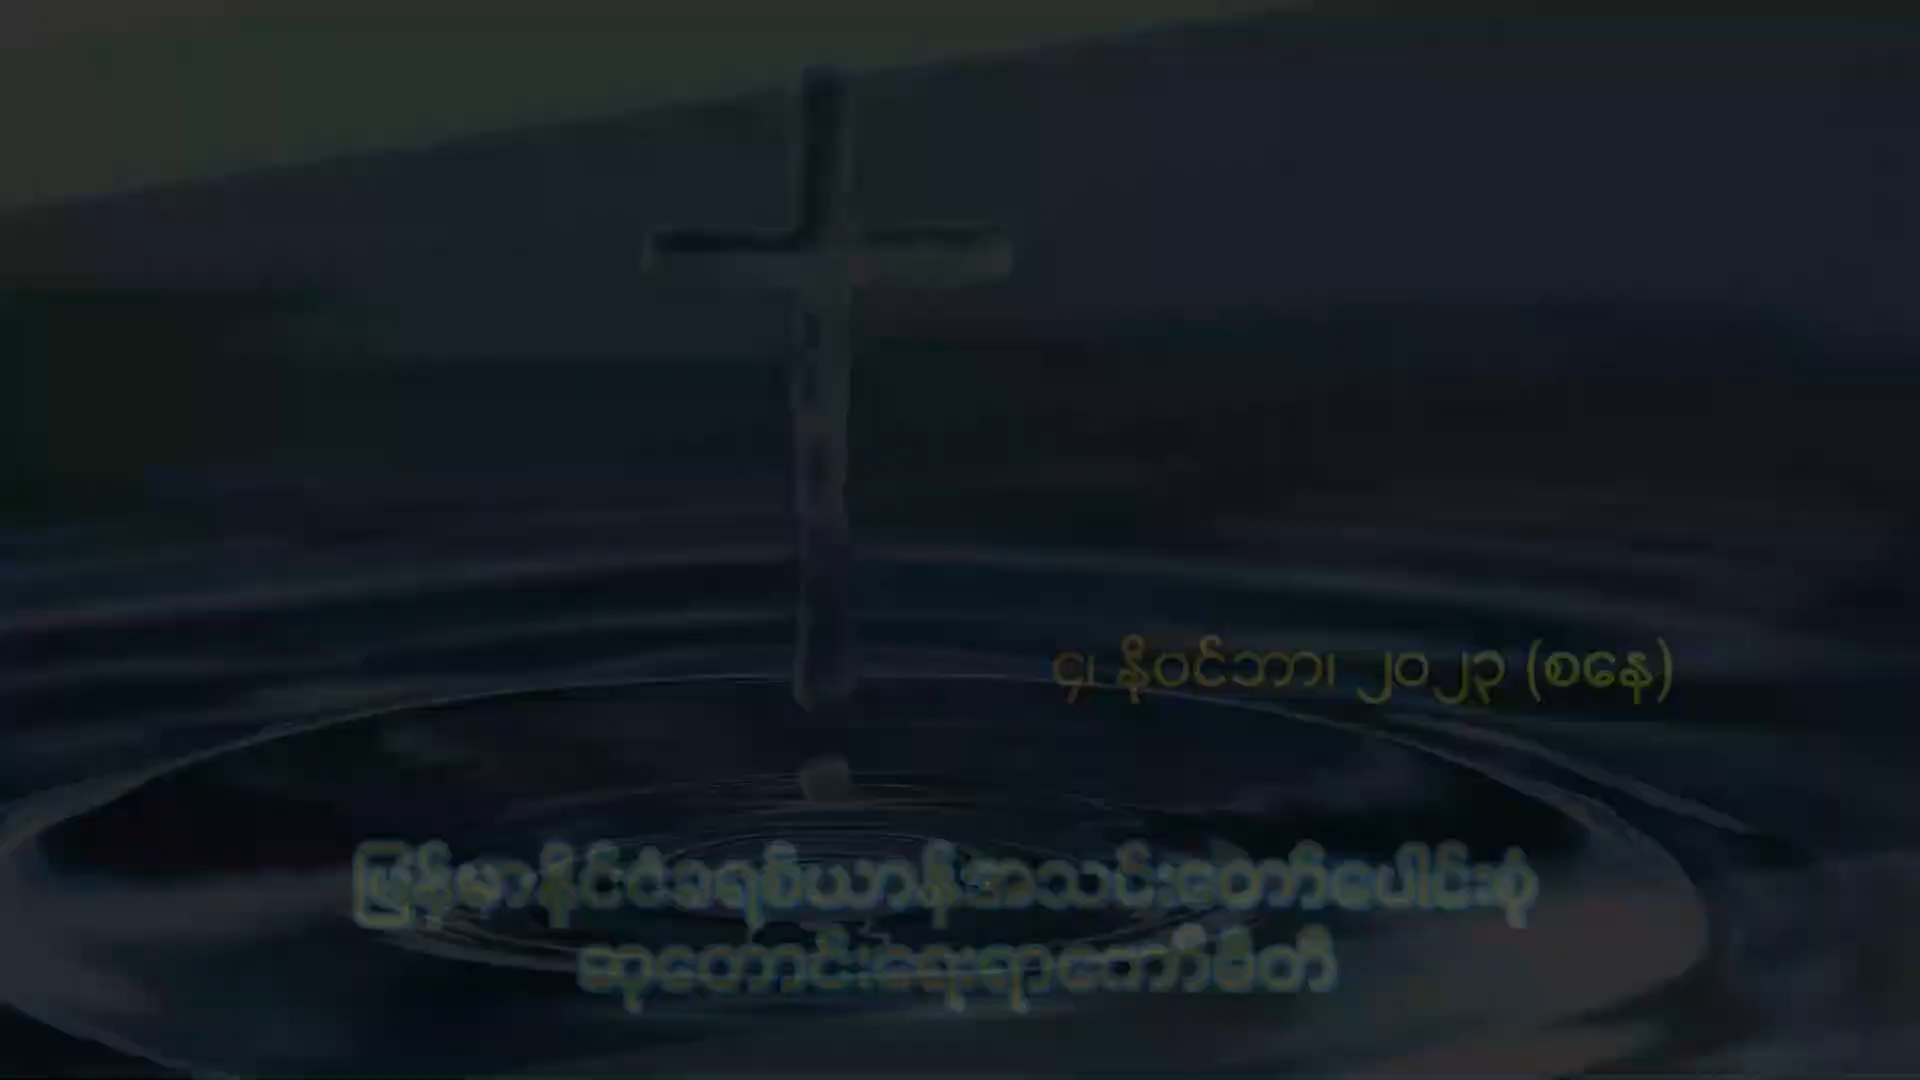 ၄၊ နိုဝင်ဘာ၊ ၂၀၂၃ (စနေ)
မြန်မာနိုင်ငံခရစ်ယာန်အသင်းတော်ပေါင်းစုံ
ဆုတောင်းရေးရာကော်မတီ